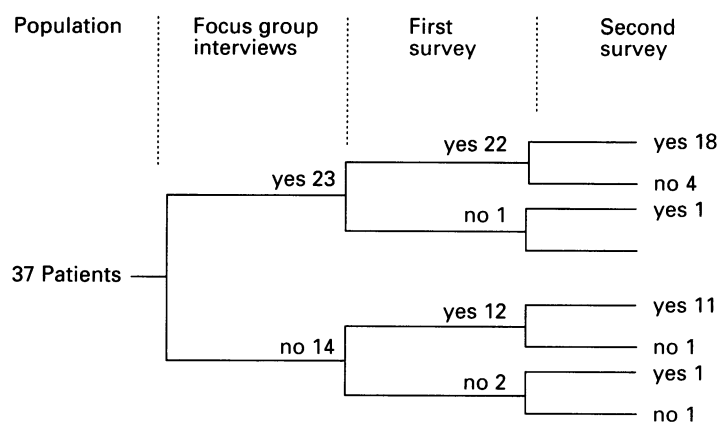 Population
Focus group
interviews
First
survey
Second
survey
yes 22
yes 18
yes 23
no 4
no 1
yes 1
37 Patients
yes 12
yes 11
no 14
no 1
no 2
yes 1
no 1